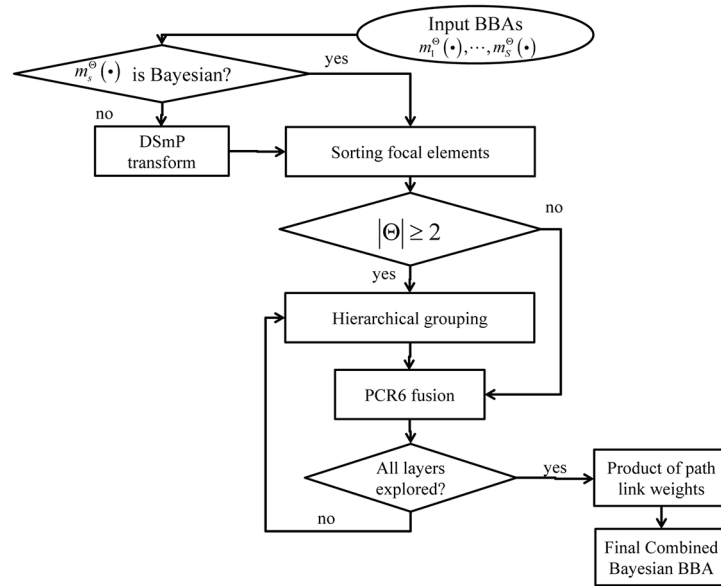 Input BBAs
m₁^Θ(•),⋯,m_S^Θ(•)
m_s^Θ(•) is Bayesian?
yes
no
DSmP
transform
Sorting focal elements
|Θ| ≥ 2
no
yes
Hierarchical grouping
PCR6 fusion
All layers
explored?
yes
no
Product of path
link weights
Final Combined
Bayesian BBA